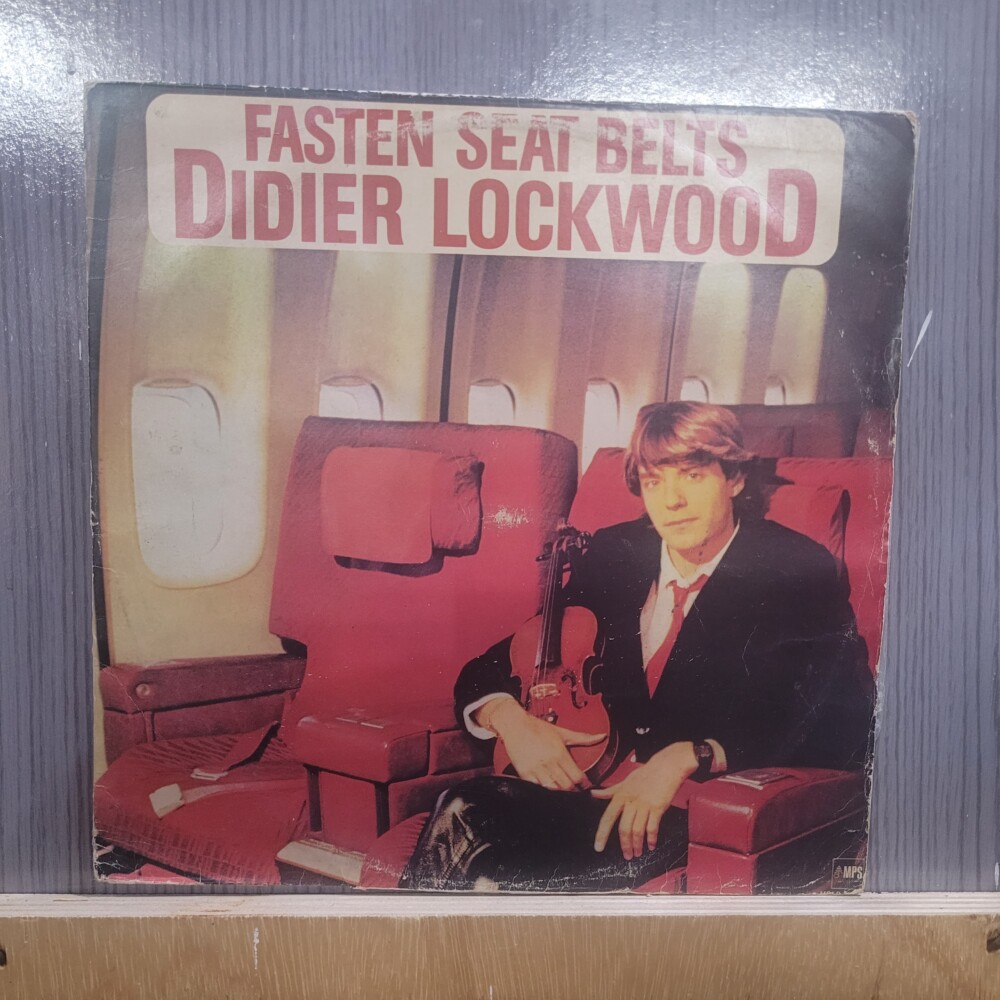 FASTEN SEAT BELTS
DIDIER LOCKWOOD
MPS